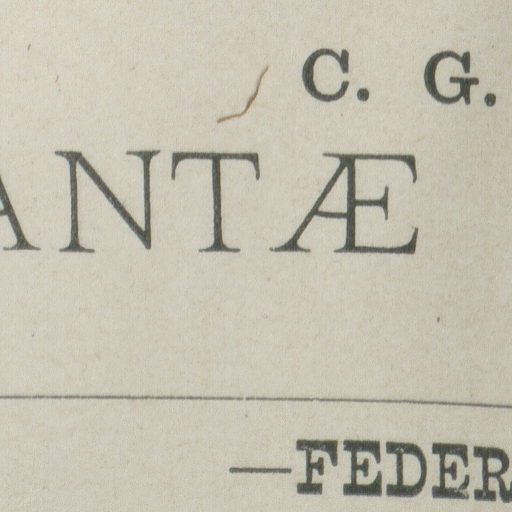 C. G.
ANTÆ
—FEDER